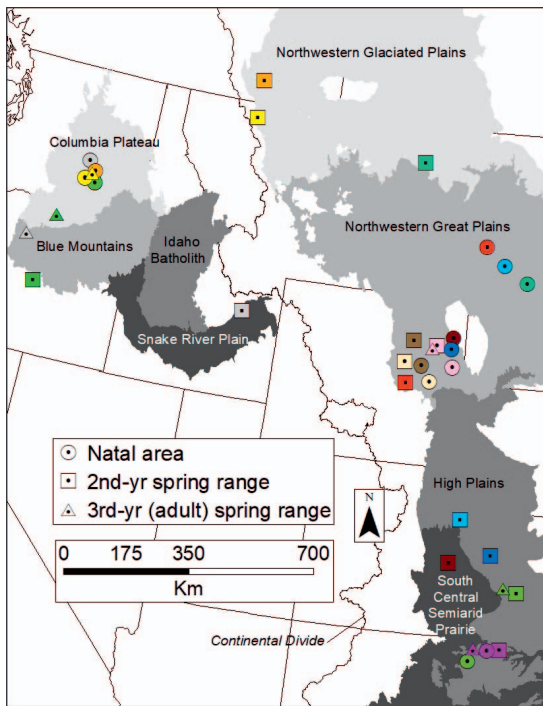 Northwestern Glaciated Plains
Columbia Plateau
Northwestern Great Plains
Blue Mountains
Idaho
Batholith
Snake River Plain
Natal area
2nd-yr spring range
3rd-yr (adult) spring range
0 175 350 700
Km
N
High Plains
South
Central
Semiarid
Prairie
Continental Divide